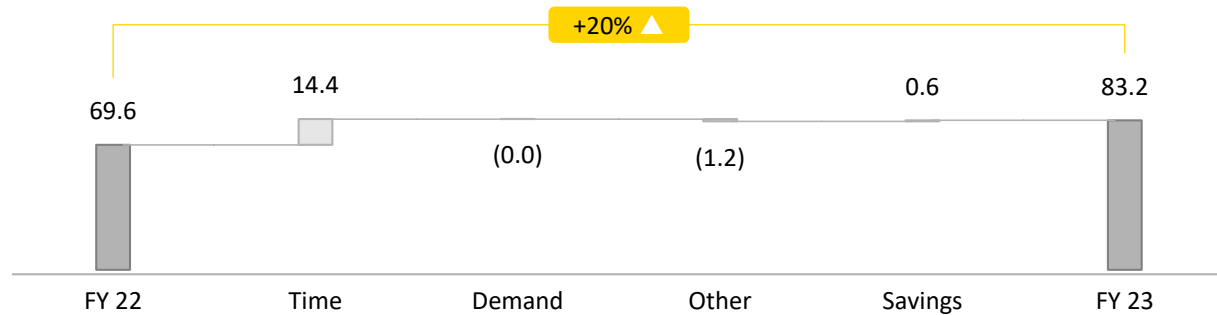 +20%
69.6
14.4
(0.0)
(1.2)
0.6
83.2
FY 22
Time
Demand
Other
Savings
FY 23